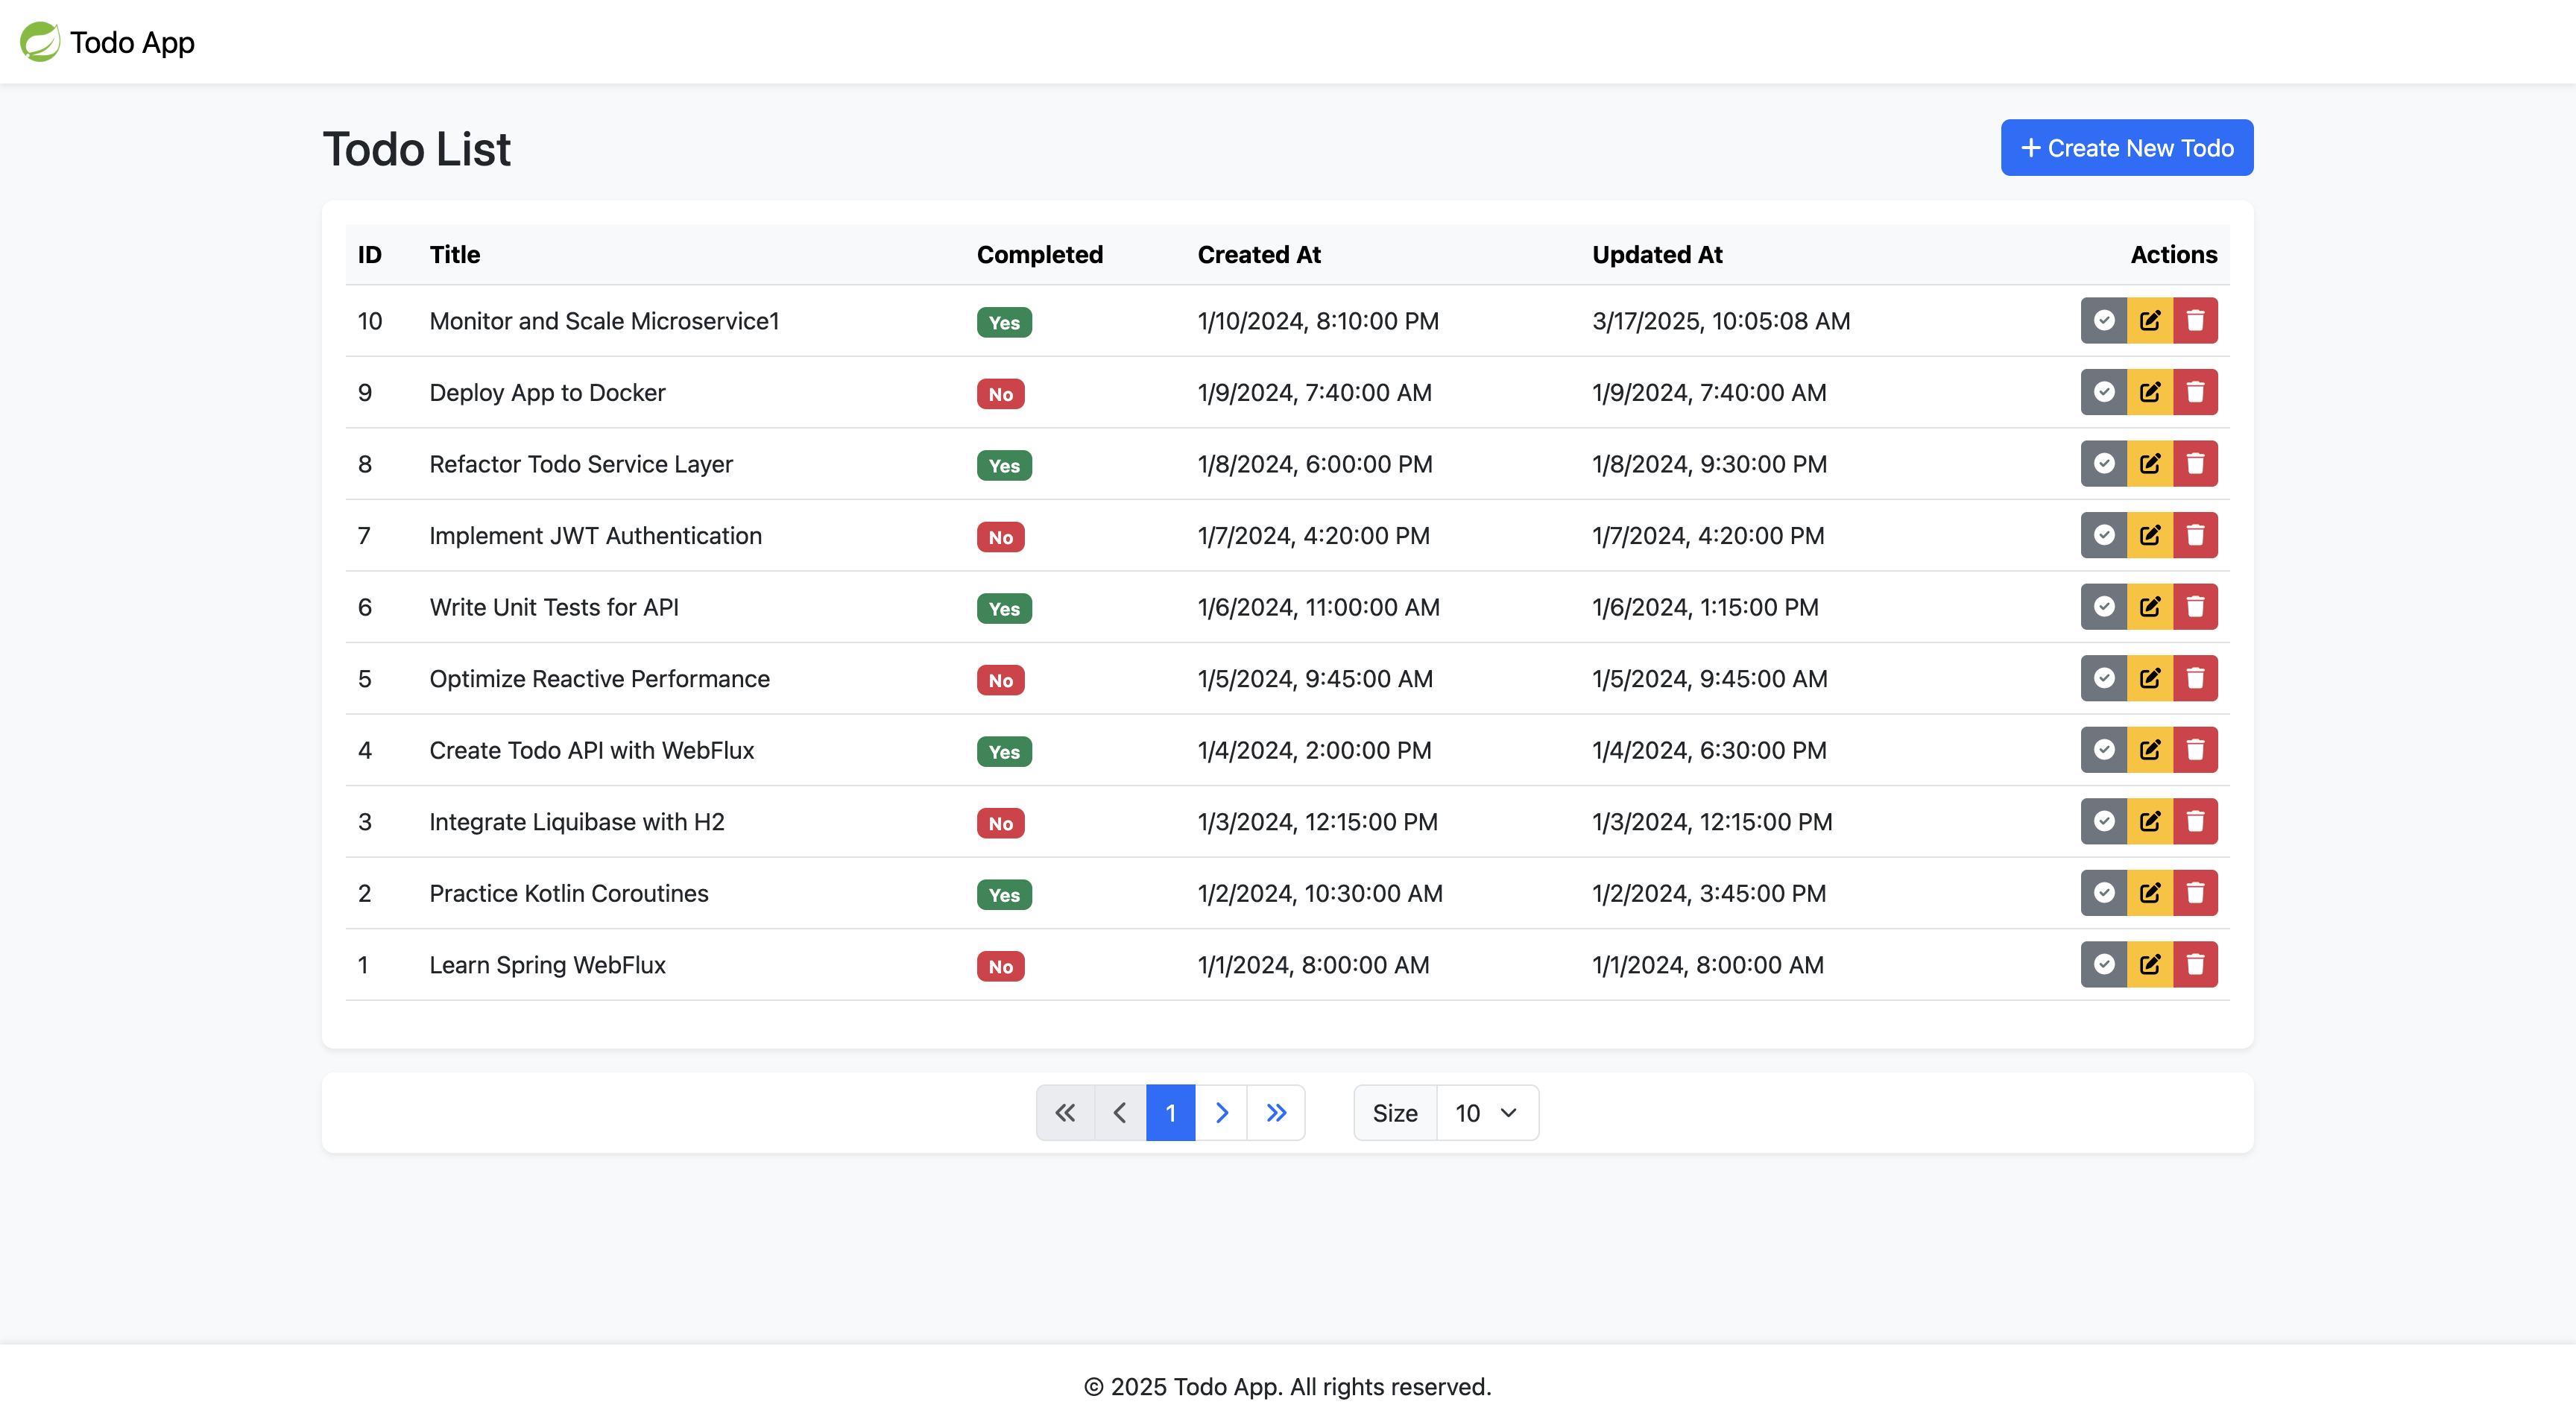 Todo App
Todo List
Create New Todo
ID Title Completed Created At Updated At Actions
10 Monitor and Scale Microservice1 Yes 1/10/2024, 8:10:00 PM 3/17/2025, 10:05:08 AM
9 Deploy App to Docker No 1/9/2024, 7:40:00 AM 1/9/2024, 7:40:00 AM
8 Refactor Todo Service Layer Yes 1/8/2024, 6:00:00 PM 1/8/2024, 9:30:00 PM
7 Implement JWT Authentication No 1/7/2024, 4:20:00 PM 1/7/2024, 4:20:00 PM
6 Write Unit Tests for API Yes 1/6/2024, 11:00:00 AM 1/6/2024, 1:15:00 PM
5 Optimize Reactive Performance No 1/5/2024, 9:45:00 AM 1/5/2024, 9:45:00 AM
4 Create Todo API with WebFlux Yes 1/4/2024, 2:00:00 PM 1/4/2024, 6:30:00 PM
3 Integrate Liquibase with H2 No 1/3/2024, 12:15:00 PM 1/3/2024, 12:15:00 PM
2 Practice Kotlin Coroutines Yes 1/2/2024, 10:30:00 AM 1/2/2024, 3:45:00 PM
1 Learn Spring WebFlux No 1/1/2024, 8:00:00 AM 1/1/2024, 8:00:00 AM
1 Size 10
© 2025 Todo App. All rights reserved.